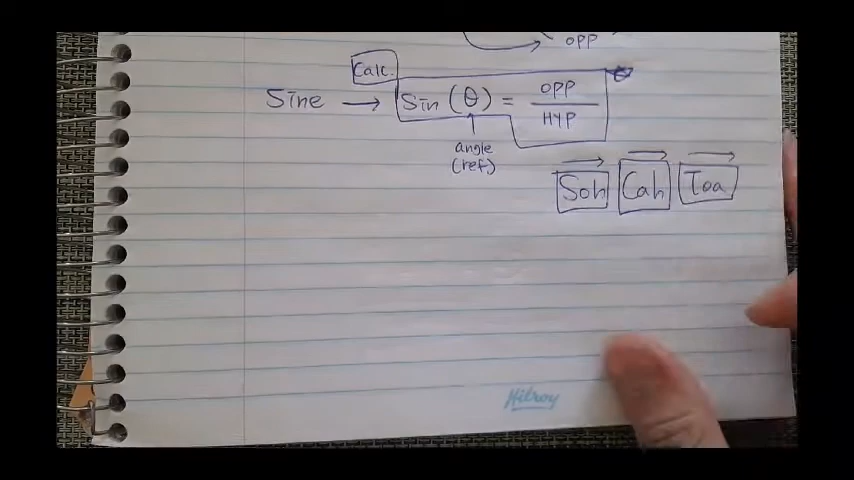 OPP
Calc.
Sine → Sin (θ) = OPP
HYP
angle
(ref.)
Soh Cah Toa
Hilroy